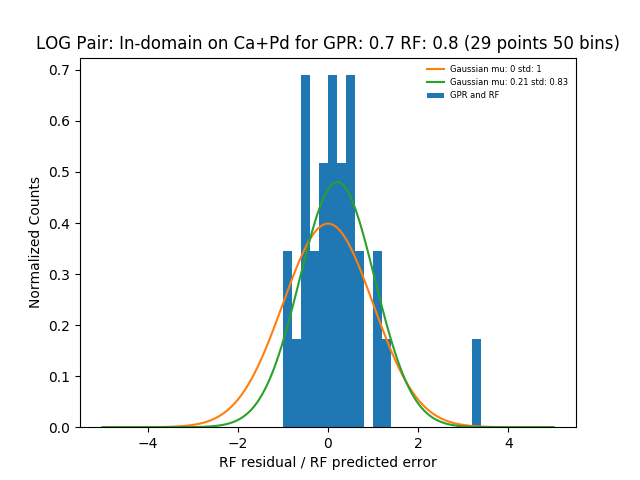 LOG Pair: In-domain on Ca+Pd for GPR: 0.7 RF: 0.8 (29 points 50 bins)
Gaussian mu: 0 std: 1
Gaussian mu: 0.21 std: 0.83
GPR and RF
Normalized Counts
0.7
0.6
0.5
0.4
0.3
0.2
0.1
0.0
−4 −2 0 2 4
RF residual / RF predicted error